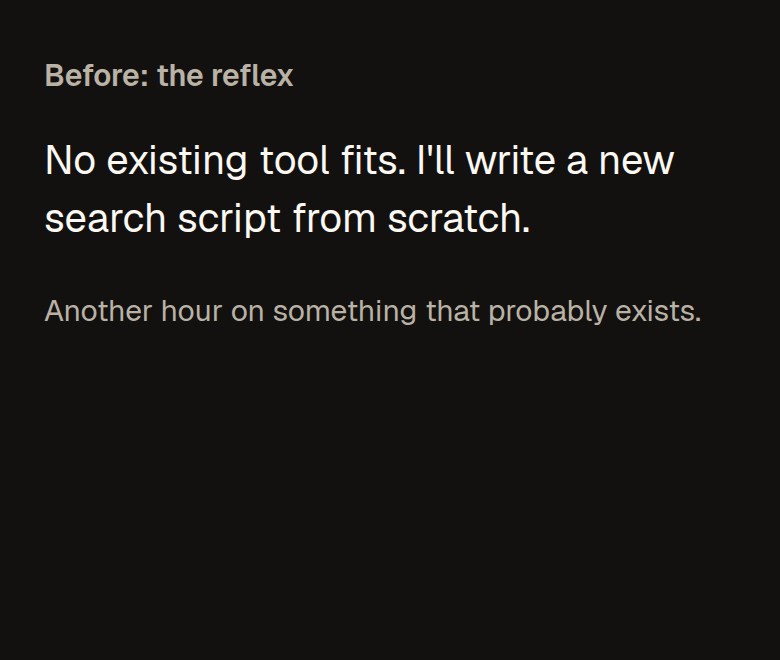 Before: the reflex
No existing tool fits. I'll write a new
search script from scratch.
Another hour on something that probably exists.